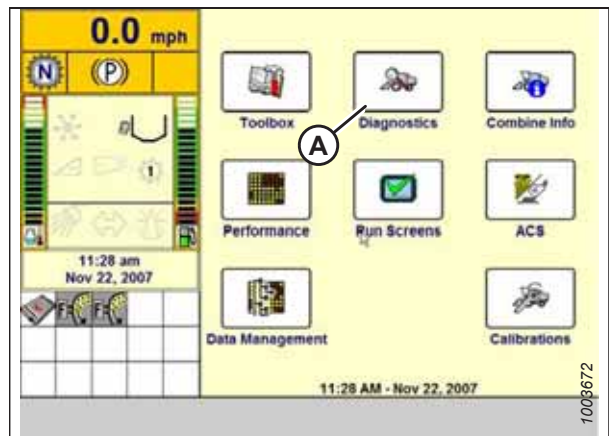 0.0 mph
N
(P)
1
11:28 am
Nov 22, 2007
F=
F=
Toolbox
Diagnostics
Combine Info
A
Performance
Run Screens
ACS
Data Management
Calibrations
11:28 AM - Nov 22, 2007
1003672